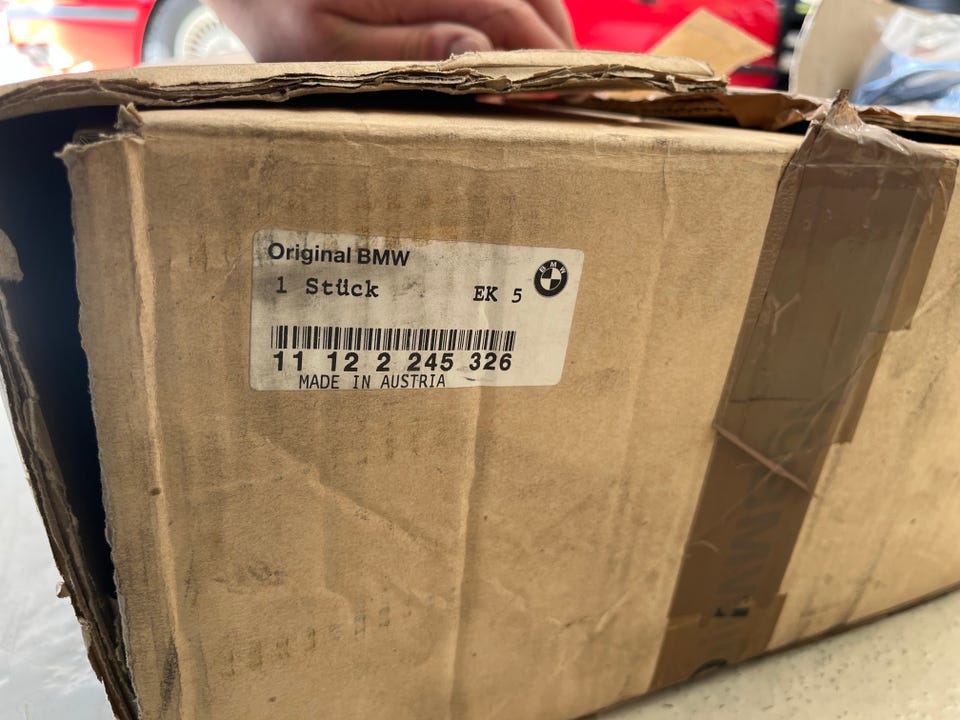 Original BMW
1 Stück EK 5
BMW
11 12 2 245 326
MADE IN AUSTRIA